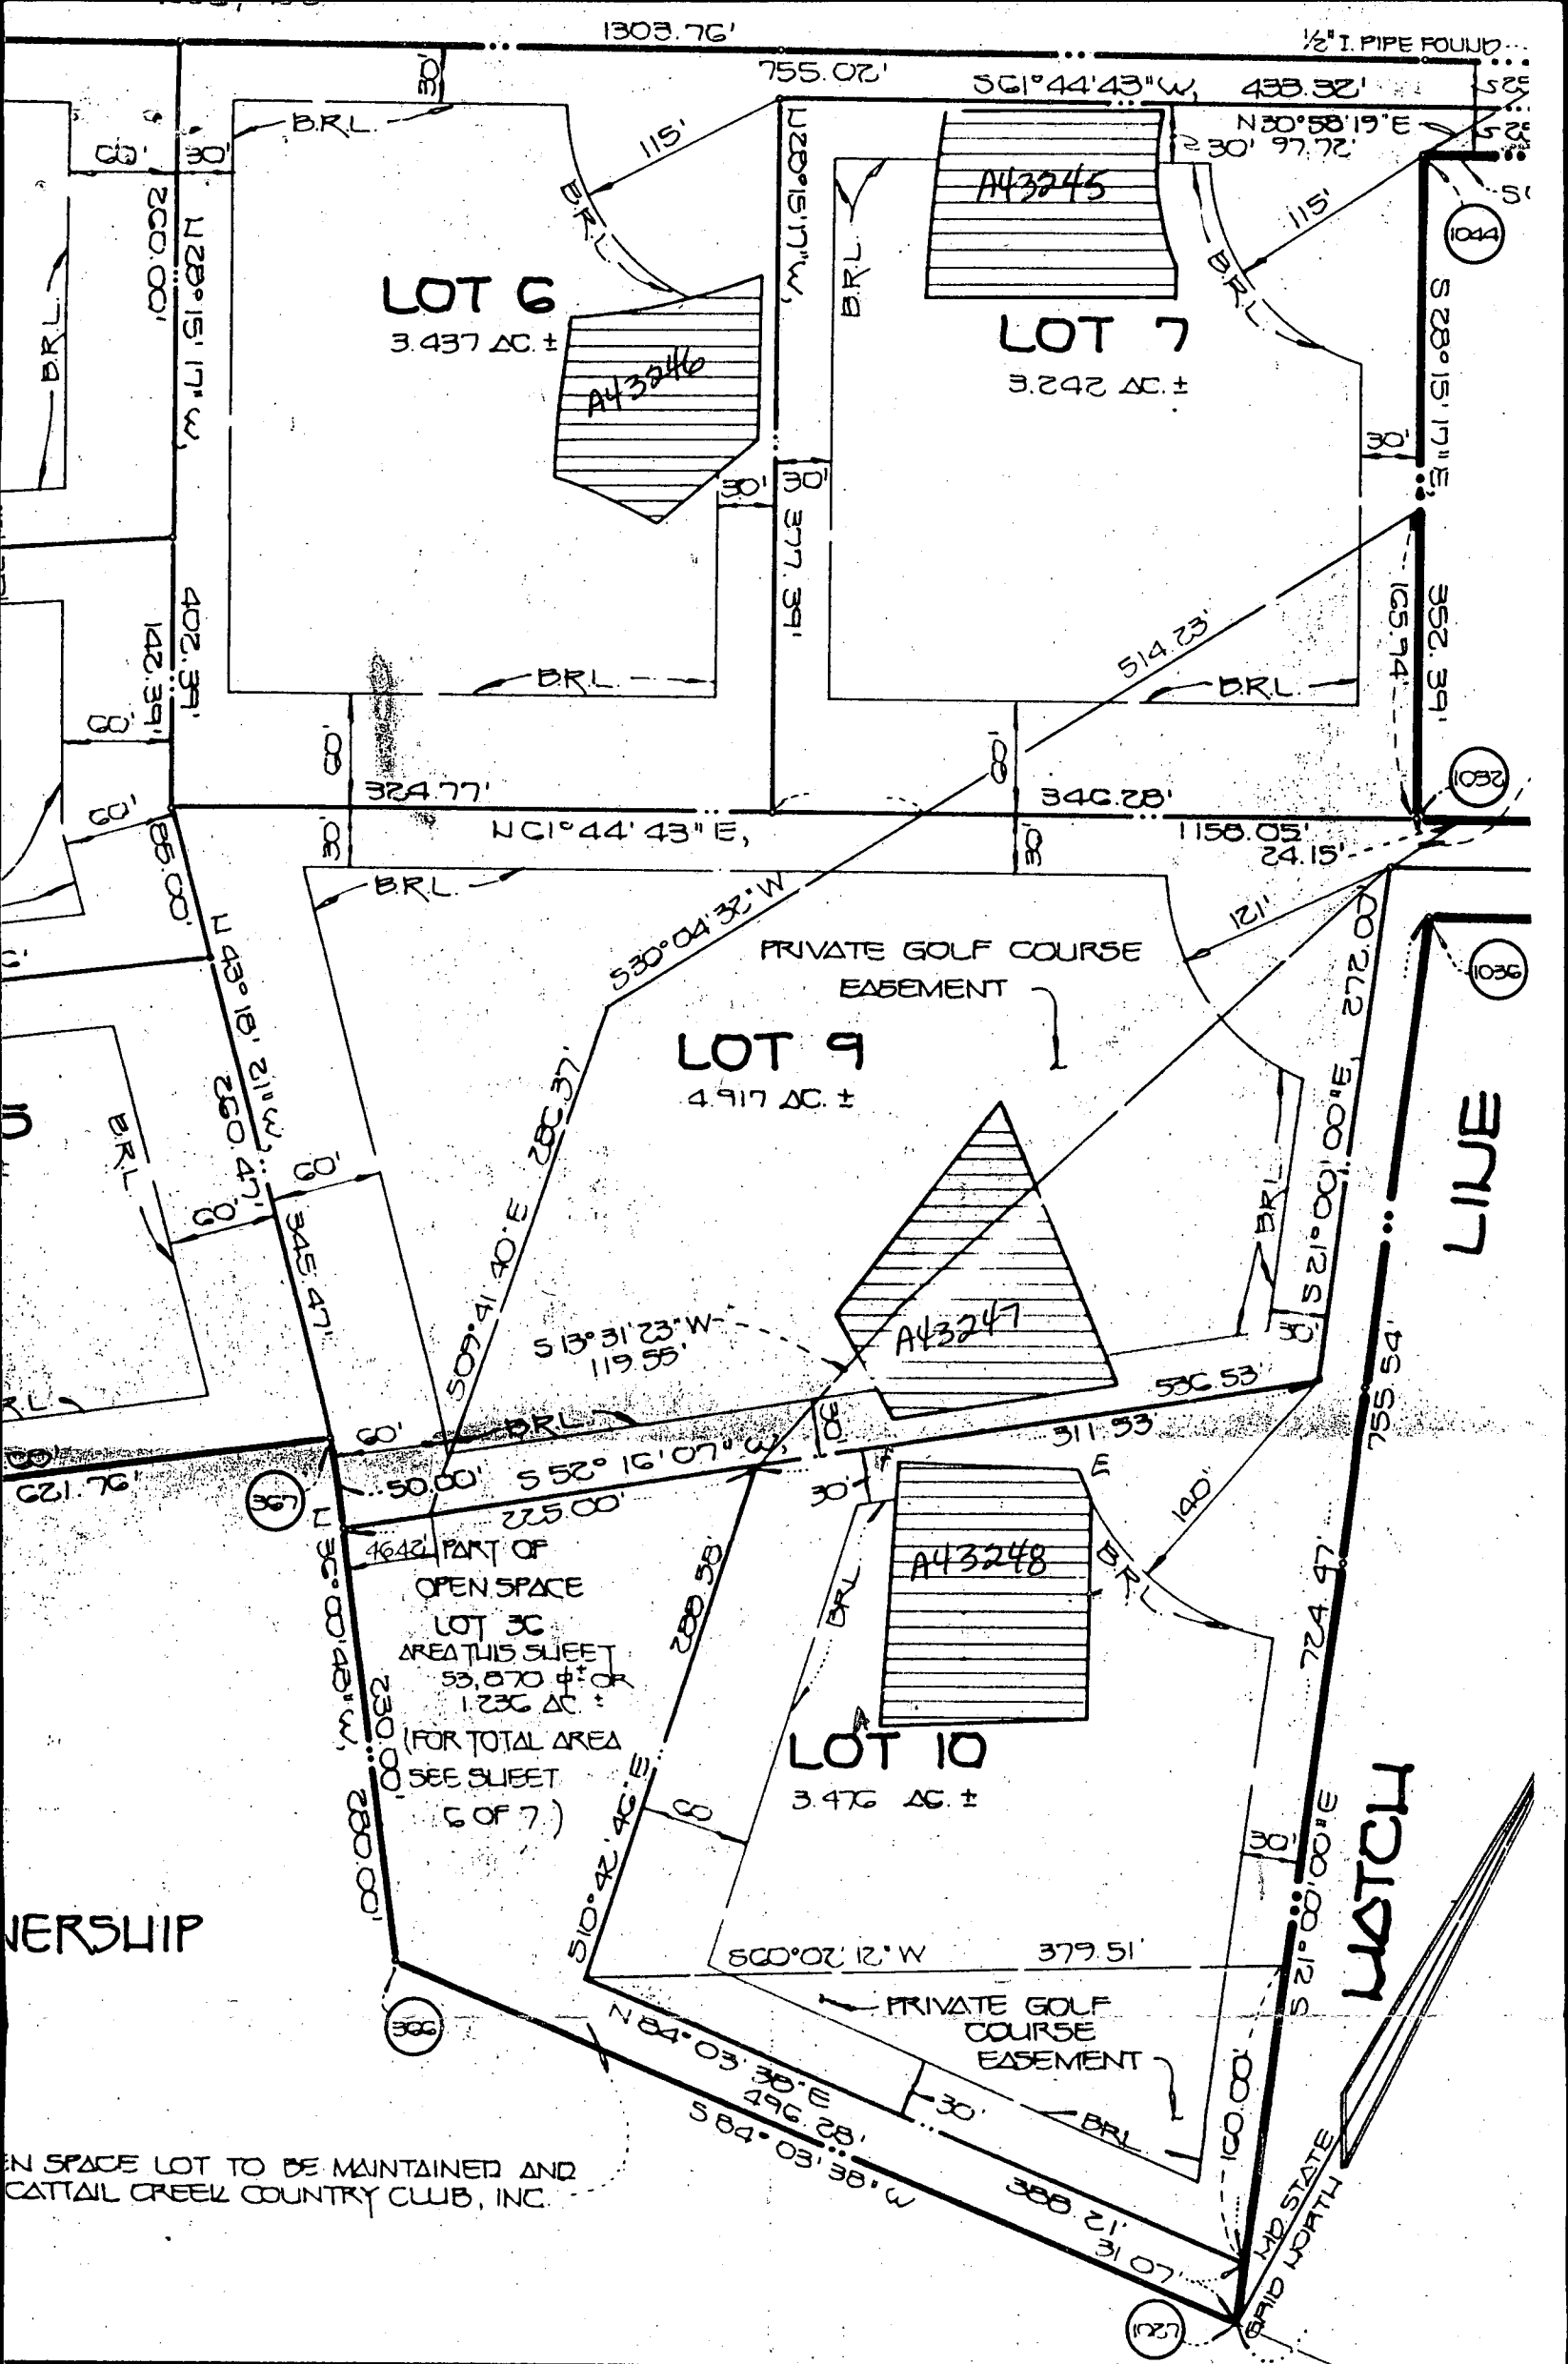 1303.76'
1/2" I. PIPE FOUND
755.02'
S61°44'43"W, 433.32'
N30°58'19"E
30' 97.72'
30'
B.R.L.
115'
60' 30'
260.00'
N28°15'17"W,
B.R.L.
B.R.L.
LOT 6
3.437 AC. ±
A43246
N28°15'17"W,
377.39'
30' 30'
B.R.L.
A43245
LOT 7
3.242 AC. ±
B.R.L.
115'
1044
S28°15'17"E,
352.39'
30'
165.94'
514.23'
402.39'
142.39'
60'
B.R.L.
60'
B.R.L.
60'
1032
324.77'
346.28'
N61°44'43"E,
1158.05'
24.15'
30'
30'
60'
85.00'
B.R.L.
S30°04'32"W
121'
PRIVATE GOLF COURSE
EASEMENT
272.00'
1036
N43°18'21"W,
260.47'
345.47'
LOT 9
4.917 AC. ±
286.37'
S09°41'40"E
5
B.R.L.
60'
60'
B.R.L.
S21°00'00"E,
LINE
S13°31'23"W
119.55'
A43247
30'
536.53'
755.54'
R.L.
60'
B.R.L.
30'
311.53'
60'
621.76'
367
50.00' S52°16'07"W,
225.00'
30'
F
E
140'
N36°00'48"W,
230.00'
280.00'
46.42' PART OF
OPEN SPACE
LOT 36
AREA THIS SHEET
53,870 ± OR
1.236 AC. ±
(FOR TOTAL AREA
SEE SHEET
6 OF 7)
288.58'
BRL
A43248
B.R.L.
724.47'
LOT 10
3.476 AC. ±
S10°42'46"E
60
30'
S21°00'00"E
MATCH
NERSHIP
S60°02'12"W 379.51'
366
PRIVATE GOLF
COURSE
EASEMENT
N84°03'38"E
496.28'
S84°03'38"W
30'
BRL
160.00'
EN SPACE LOT TO BE MAINTAINED AND
CATTAIL CREEK COUNTRY CLUB, INC.
388.21'
31.07'
MD. STATE
GRID NORTH
1027